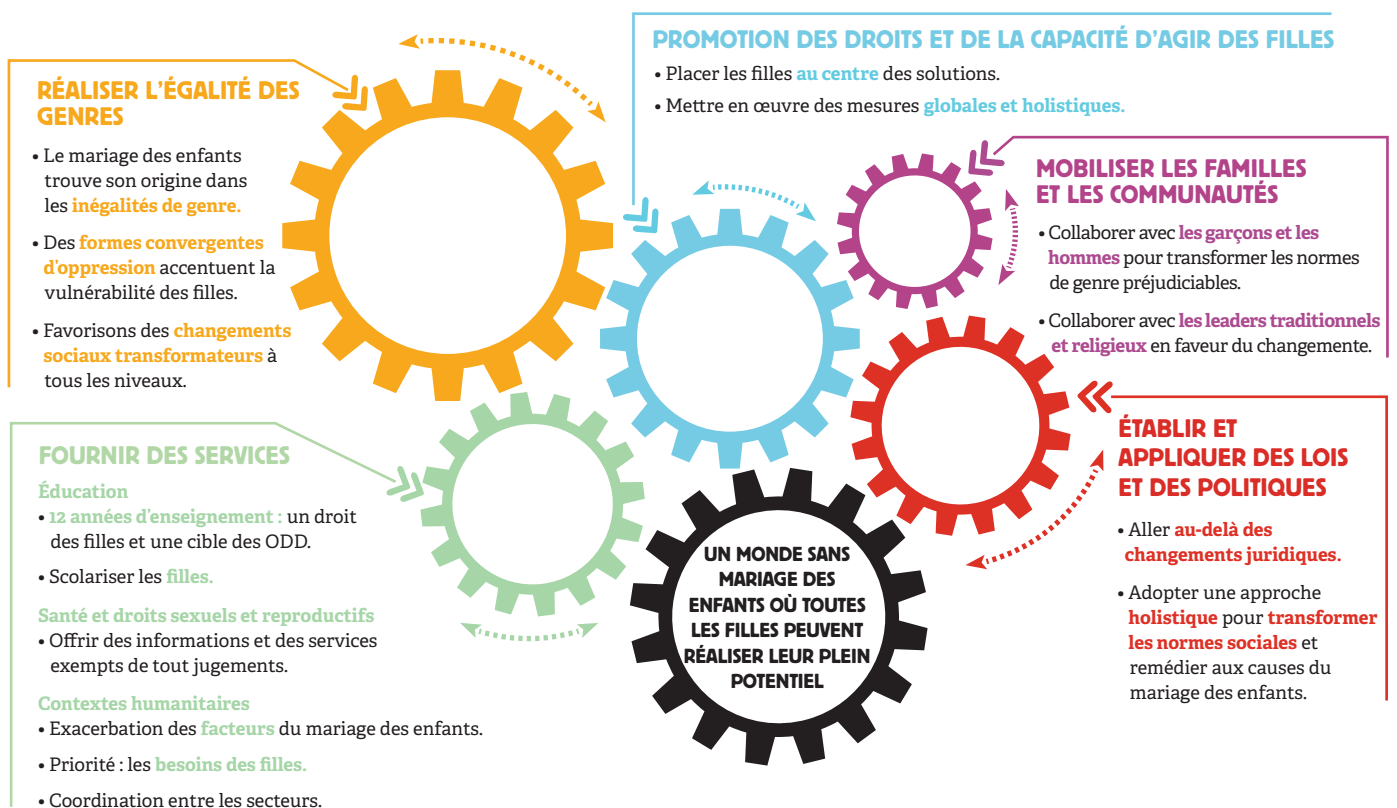 RÉALISER L'ÉGALITÉ DES
GENRES
• Le mariage des enfants
trouve son origine dans
les inégalités de genre.
• Des formes convergentes
d'oppression accentuent la
vulnérabilité des filles.
• Favorisons des changements
sociaux transformateurs à
tous les niveaux.
PROMOTION DES DROITS ET DE LA CAPACITÉ D'AGIR DES FILLES
• Placer les filles au centre des solutions.
• Mettre en œuvre des mesures globales et holistiques.
MOBILISER LES FAMILLES
ET LES COMMUNAUTÉS
• Collaborer avec les garçons et les
hommes pour transformer les normes
de genre préjudiciables.
• Collaborer avec les leaders traditionnels
et religieux en faveur du changemente.
FOURNIR DES SERVICES
Éducation
• 12 années d'enseignement : un droit
des filles et une cible des ODD.
• Scolariser les filles.
Santé et droits sexuels et reproductifs
• Offrir des informations et des services
exempts de tout jugements.
Contextes humanitaires
• Exacerbation des facteurs du mariage des enfants.
• Priorité : les besoins des filles.
• Coordination entre les secteurs.
UN MONDE SANS
MARIAGE DES
ENFANTS OÙ TOUTES
LES FILLES PEUVENT
RÉALISER LEUR PLEIN
POTENTIEL
ÉTABLIR ET
APPLIQUER DES LOIS
ET DES POLITIQUES
• Aller au-delà des
changements juridiques.
• Adopter une approche
holistique pour transformer
les normes sociales et
remédier aux causes du
mariage des enfants.